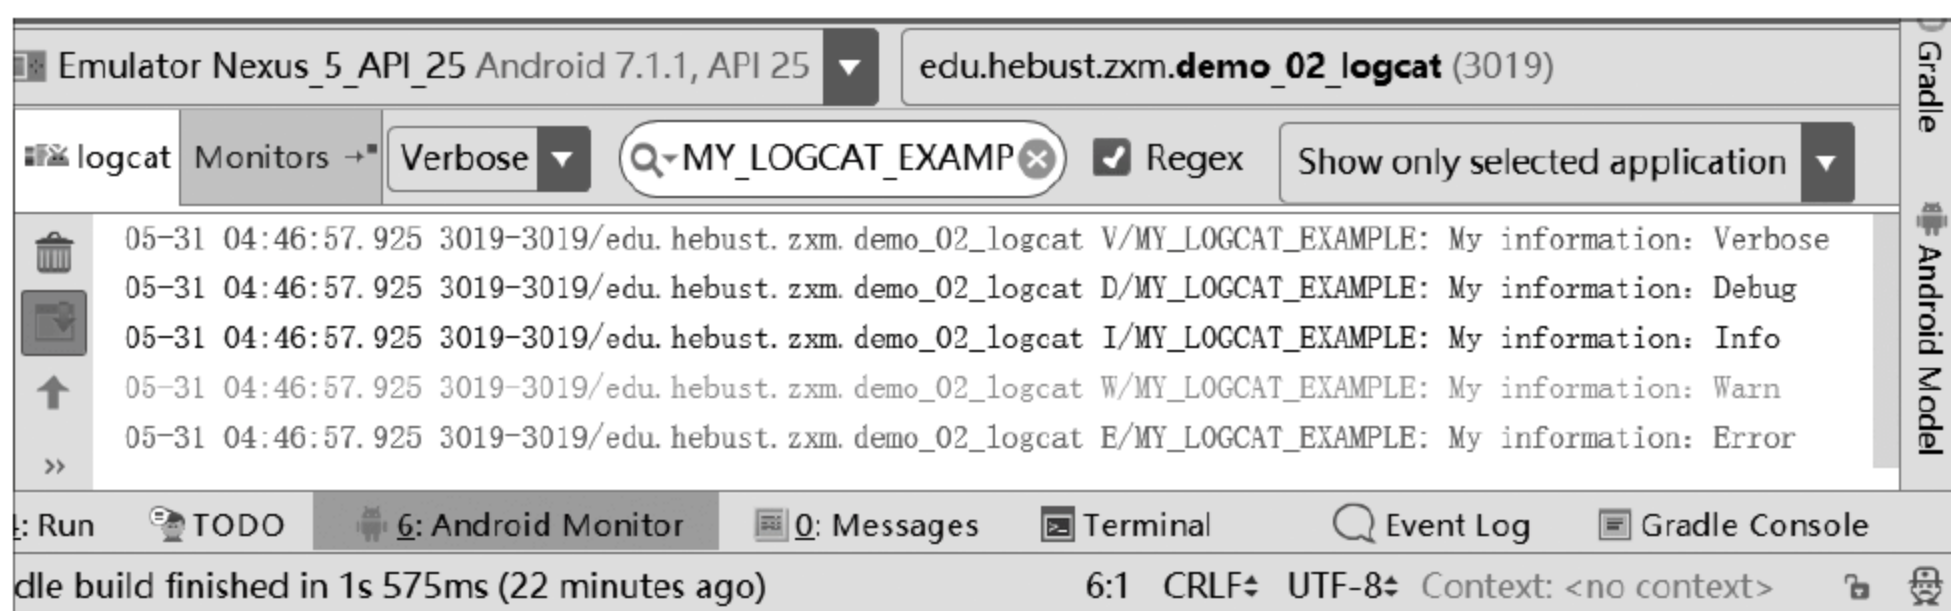 Emulator Nexus_5_API_25 Android 7.1.1, API 25 edu.hebust.zxm.demo_02_logcat (3019)
logcat Monitors Verbose MY_LOGCAT_EXAMP Regex Show only selected application
05-31 04:46:57.925 3019-3019/edu.hebust.zxm.demo_02_logcat V/MY_LOGCAT_EXAMPLE: My information: Verbose
05-31 04:46:57.925 3019-3019/edu.hebust.zxm.demo_02_logcat D/MY_LOGCAT_EXAMPLE: My information: Debug
05-31 04:46:57.925 3019-3019/edu.hebust.zxm.demo_02_logcat I/MY_LOGCAT_EXAMPLE: My information: Info
05-31 04:46:57.925 3019-3019/edu.hebust.zxm.demo_02_logcat W/MY_LOGCAT_EXAMPLE: My information: Warn
05-31 04:46:57.925 3019-3019/edu.hebust.zxm.demo_02_logcat E/MY_LOGCAT_EXAMPLE: My information: Error
: Run TODO 6: Android Monitor 0: Messages Terminal Event Log Gradle Console
dle build finished in 1s 575ms (22 minutes ago) 6:1 CRLF UTF-8 Context: <no context>
Gradle
Android Model